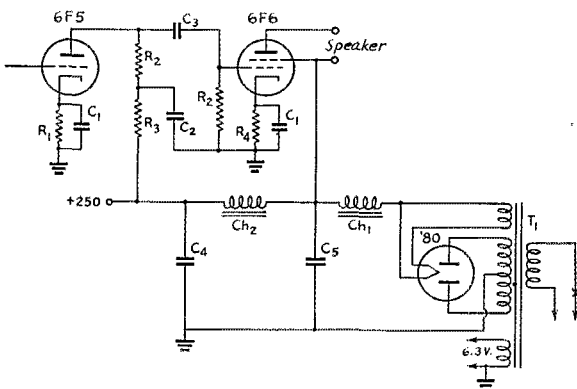 6F5
C3
6F6
Speaker
R2
R2
R1
C1
R3
C2
R4
C1
+250
Ch2
Ch1
T1
'80
C4
C5
6.3V.